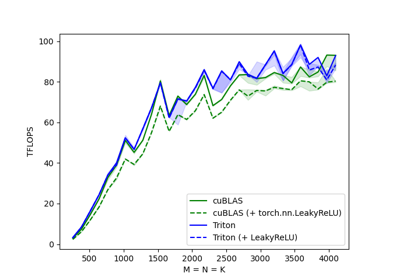 100
80
60
40
20
0
TFLOPS
500 1000 1500 2000 2500 3000 3500 4000
M = N = K
cuBLAS
cuBLAS (+ torch.nn.LeakyReLU)
Triton
Triton (+ LeakyReLU)